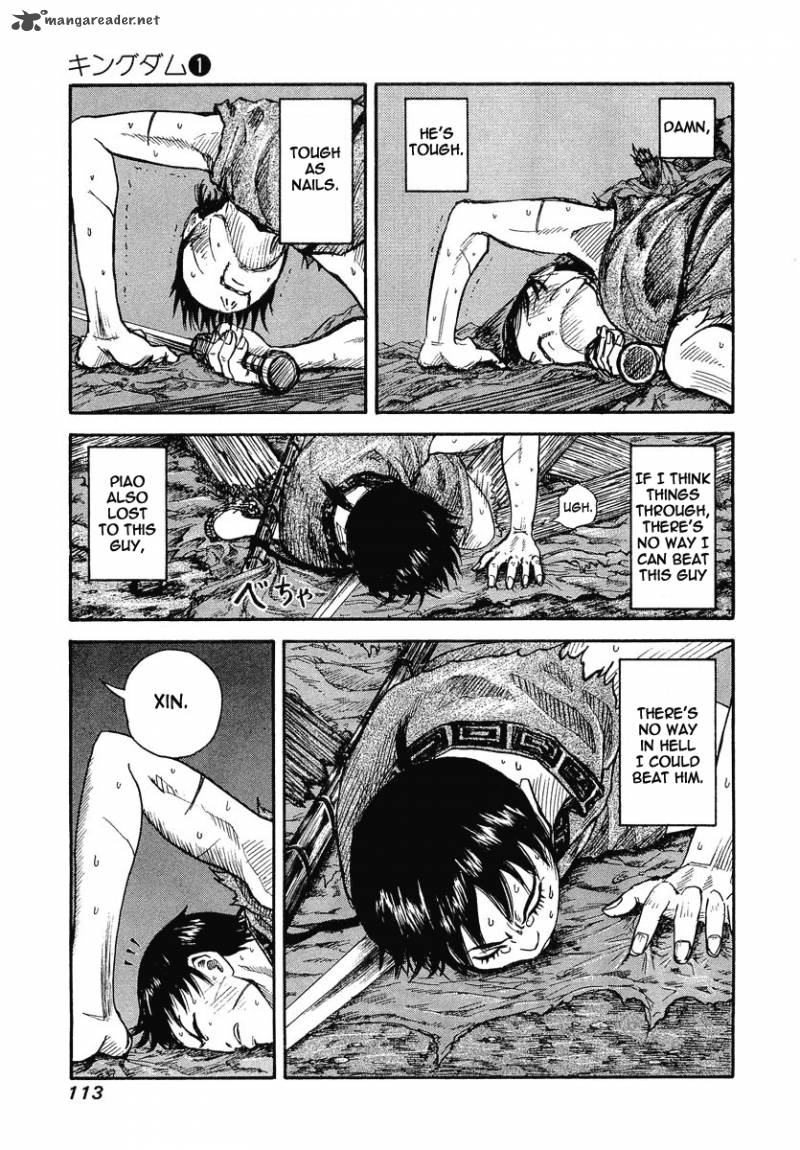 mangareader.net
キングダム❶
DAMN,
HE'S
TOUGH.
TOUGH
AS
NAILS.
IF I THINK
THINGS
THROUGH,
THERE'S
NO WAY I
CAN BEAT
THIS GUY
UGH.
べちゃ
PIAO
ALSO
LOST
TO THIS
GUY,
THERE'S
NO WAY
IN HELL
I COULD
BEAT HIM.
XIN.
113